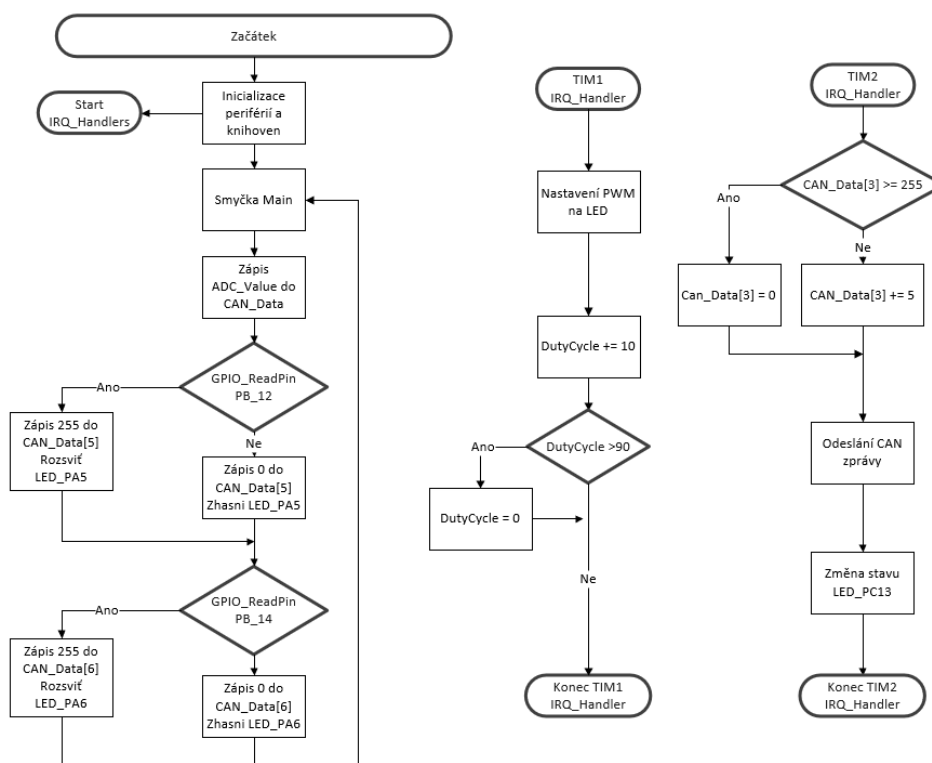 Začátek
Start
IRQ_Handlers
Inicializace
periférií a
knihoven
Smyčka Main
Zápis
ADC_Value do
CAN_Data
GPIO_ReadPin
PB_12
Ano
Ne
Zápis 255 do
CAN_Data[5]
Rozsviť
LED_PA5
Zápis 0 do
CAN_Data[5]
Zhasni LED_PA5
GPIO_ReadPin
PB_14
Ano
Zápis 255 do
CAN_Data[6]
Rozsviť
LED_PA6
Zápis 0 do
CAN_Data[6]
Zhasni LED_PA6
TIM1
IRQ_Handler
Nastavení PWM
na LED
DutyCycle += 10
DutyCycle >90
Ano
DutyCycle = 0
Ne
Konec TIM1
IRQ_Handler
TIM2
IRQ_Handler
CAN_Data[3] >= 255
Ano
Ne
Can_Data[3] = 0
CAN_Data[3] += 5
Odeslání CAN
zprávy
Změna stavu
LED_PC13
Konec TIM2
IRQ_Handler